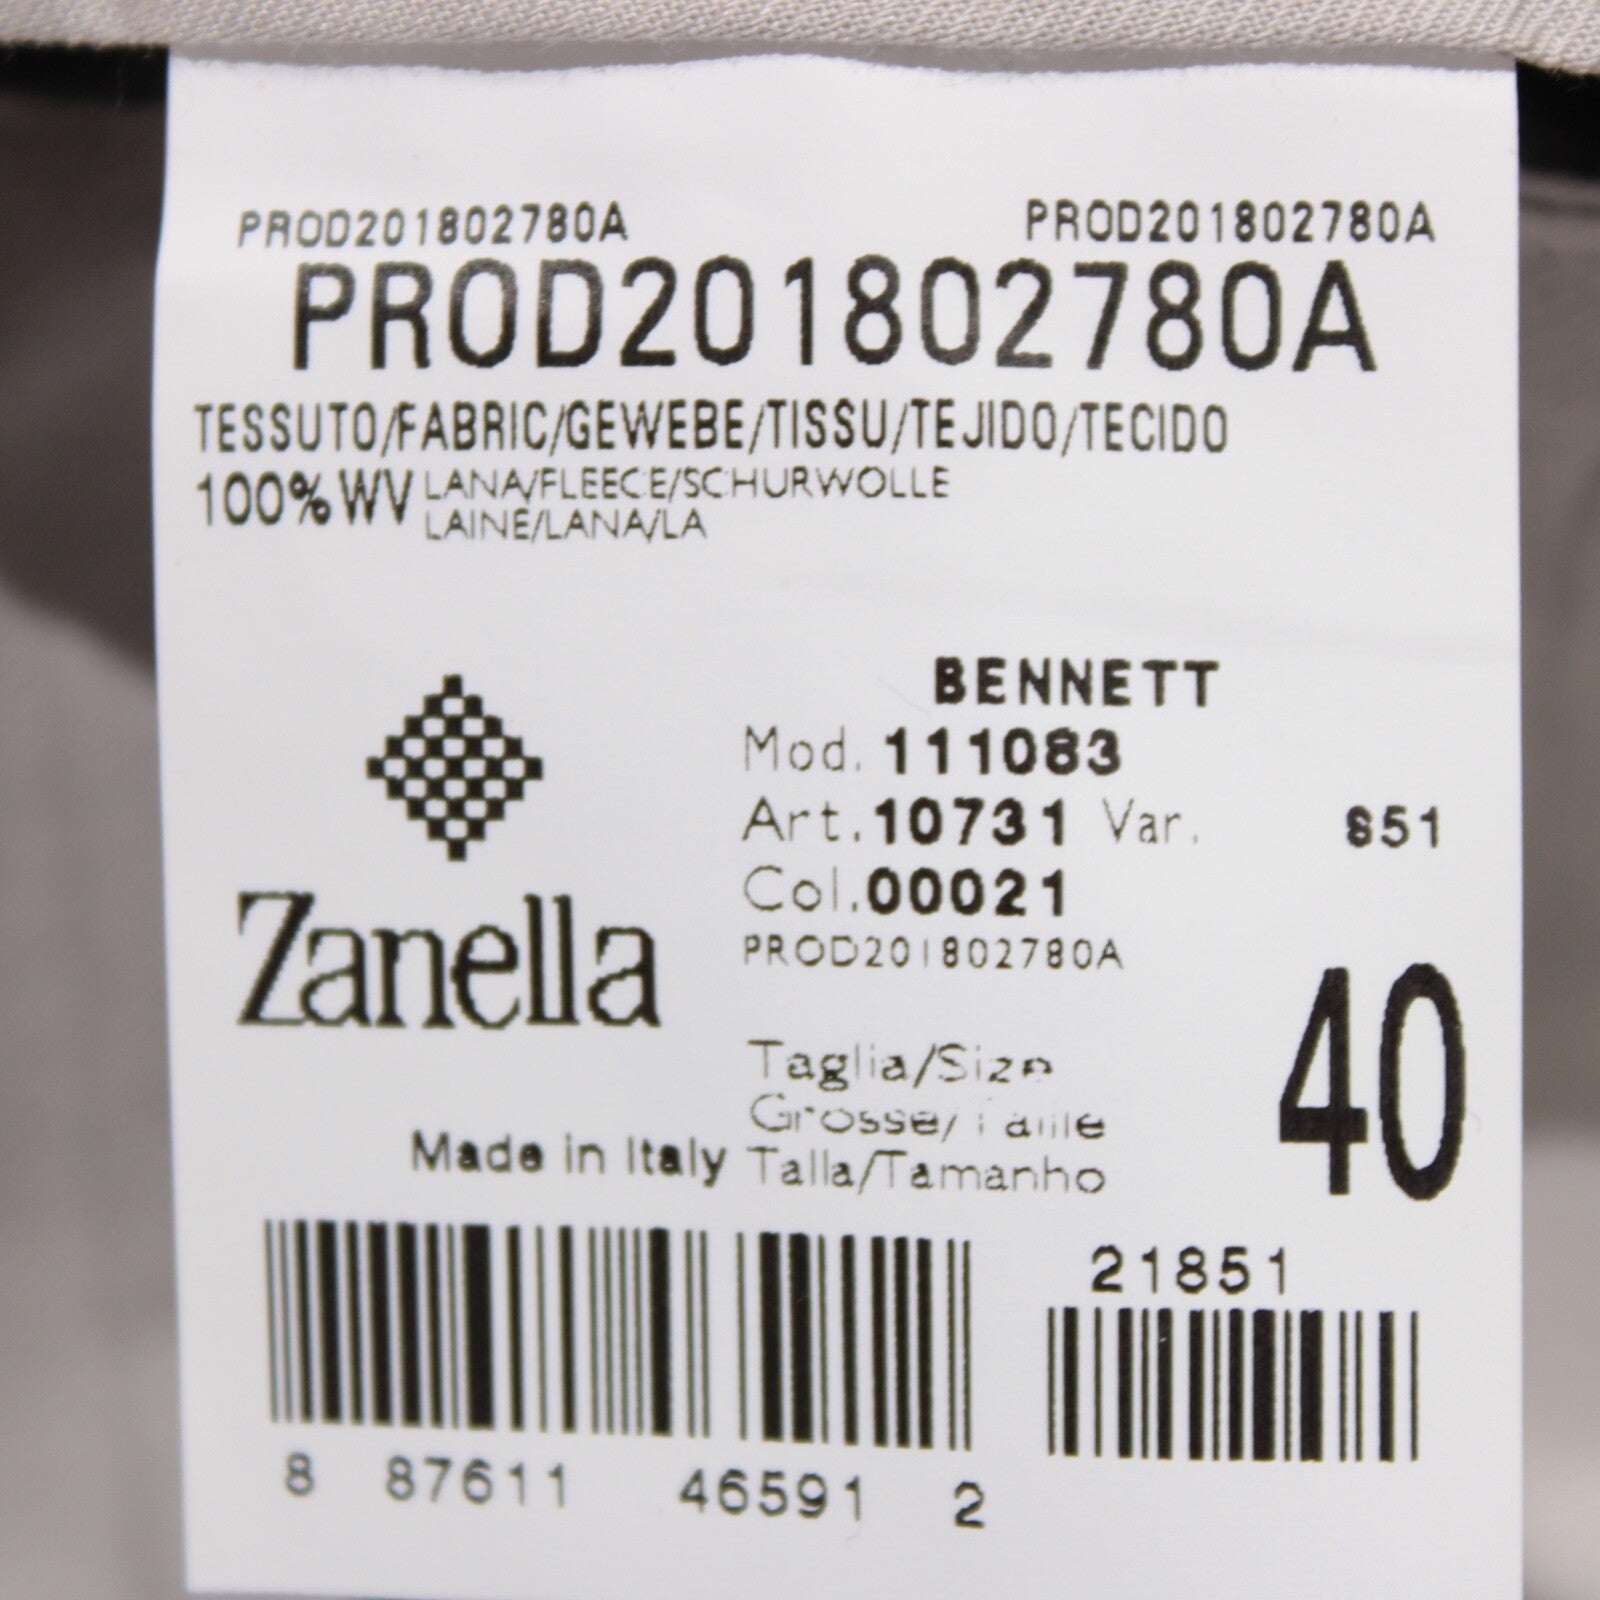 PROD201802780A PROD201802780A
PROD201802780A
TESSUTO/FABRIC/GEWEBE/TISSU/TEJIDO/TECIDO
100% WV LANA/FLEECE/SCHURWOLLE
LAINE/LANA/LA
BENNETT
Mod. 111083
Art. 10731 Var. 851
Col. 00021
PROD201802780A
Zanella
40
Taglia/Size
Grosse/Taille
Talla/Tamanho
Made in Italy
21851
8 87611 46591 2